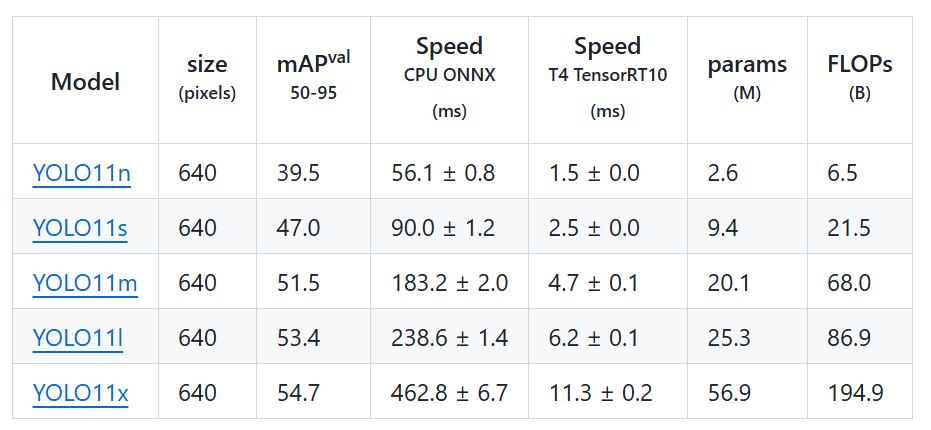 Model size (pixels) mAPval 50-95 Speed CPU ONNX (ms) Speed T4 TensorRT10 (ms) params (M) FLOPs (B)
YOLO11n 640 39.5 56.1 ± 0.8 1.5 ± 0.0 2.6 6.5
YOLO11s 640 47.0 90.0 ± 1.2 2.5 ± 0.0 9.4 21.5
YOLO11m 640 51.5 183.2 ± 2.0 4.7 ± 0.1 20.1 68.0
YOLO11l 640 53.4 238.6 ± 1.4 6.2 ± 0.1 25.3 86.9
YOLO11x 640 54.7 462.8 ± 6.7 11.3 ± 0.2 56.9 194.9